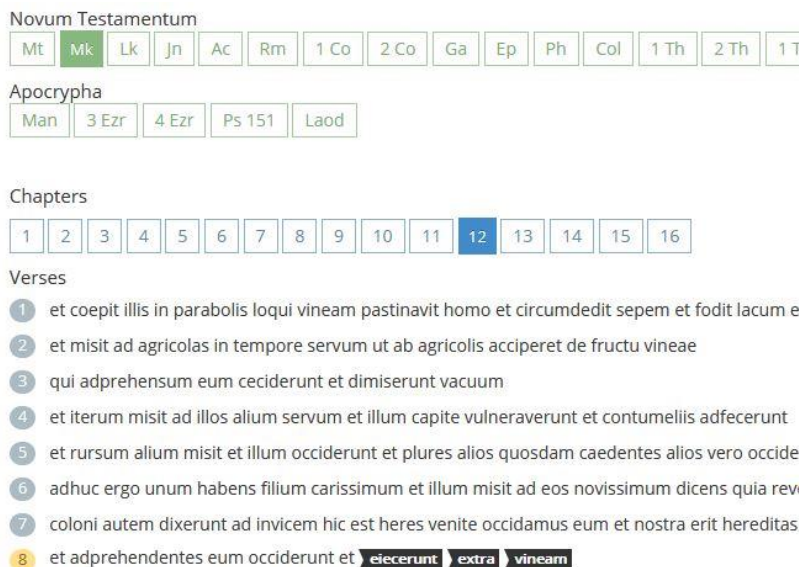 Novum Testamentum
Mt Mk Lk Jn Ac Rm 1 Co 2 Co Ga Ep Ph Col 1 Th 2 Th 1
Apocrypha
Man 3 Ezr 4 Ezr Ps 151 Laod
Chapters
1 2 3 4 5 6 7 8 9 10 11 12 13 14 15 16
Verses
1 et coepit illis in parabolis loqui vineam pastinavit homo et circumdedit sepem et fodit lacum
2 et misit ad agricolas in tempore servum ut ab agricolis acciperet de fructu vineae
3 qui adprehensum eum ceciderunt et dimiserunt vacuum
4 et iterum misit ad illos alium servum et illum capite vulneraverunt et contumeliis adfecerunt
5 et rursum alium misit et illum occiderunt et plures alios quosdam caedentes alios vero occide
6 adhuc ergo unum habens filium carissimum et illum misit ad eos novissimum dicens quia rev
7 coloni autem dixerunt ad invicem hic est heres venite occidamus eum et nostra erit hereditas
8 et adprehendentes eum occiderunt et eiecerunt extra vineam